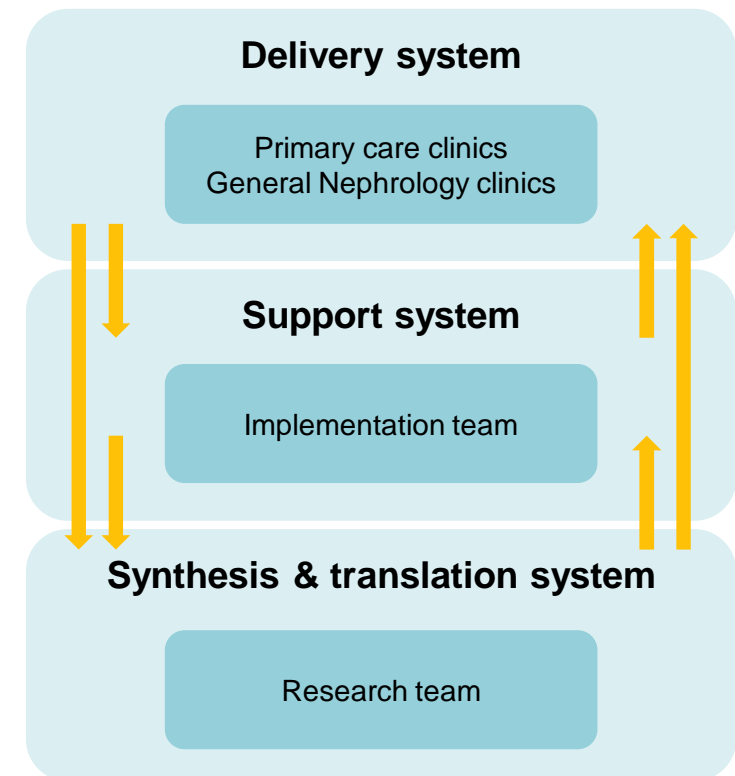 Delivery system
Primary care clinics
General Nephrology clinics
Support system
Implementation team
Synthesis & translation system
Research team